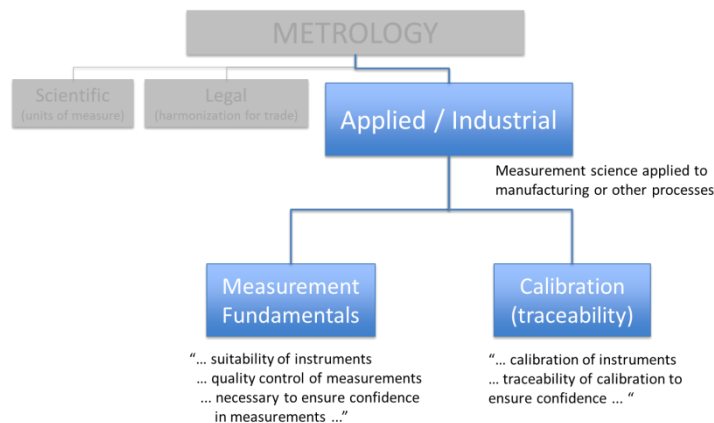 METROLOGY
Scientific
(units of measure)
Legal
(harmonization for trade)
Applied / Industrial
Measurement science applied to
manufacturing or other processes
Measurement
Fundamentals
Calibration
(traceability)
“... suitability of instruments
... quality control of measurements
... necessary to ensure confidence
in measurements ...”
“... calibration of instruments
... traceability of calibration to
ensure confidence ... “